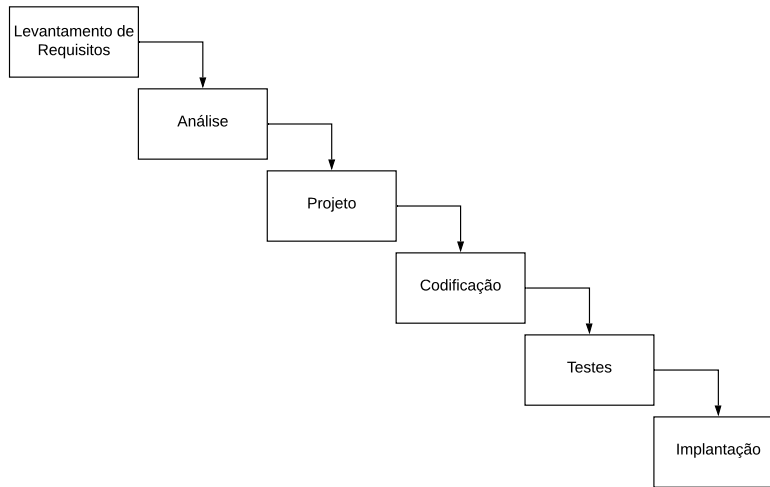 Levantamento de
Requisitos
Análise
Projeto
Codificação
Testes
Implantação